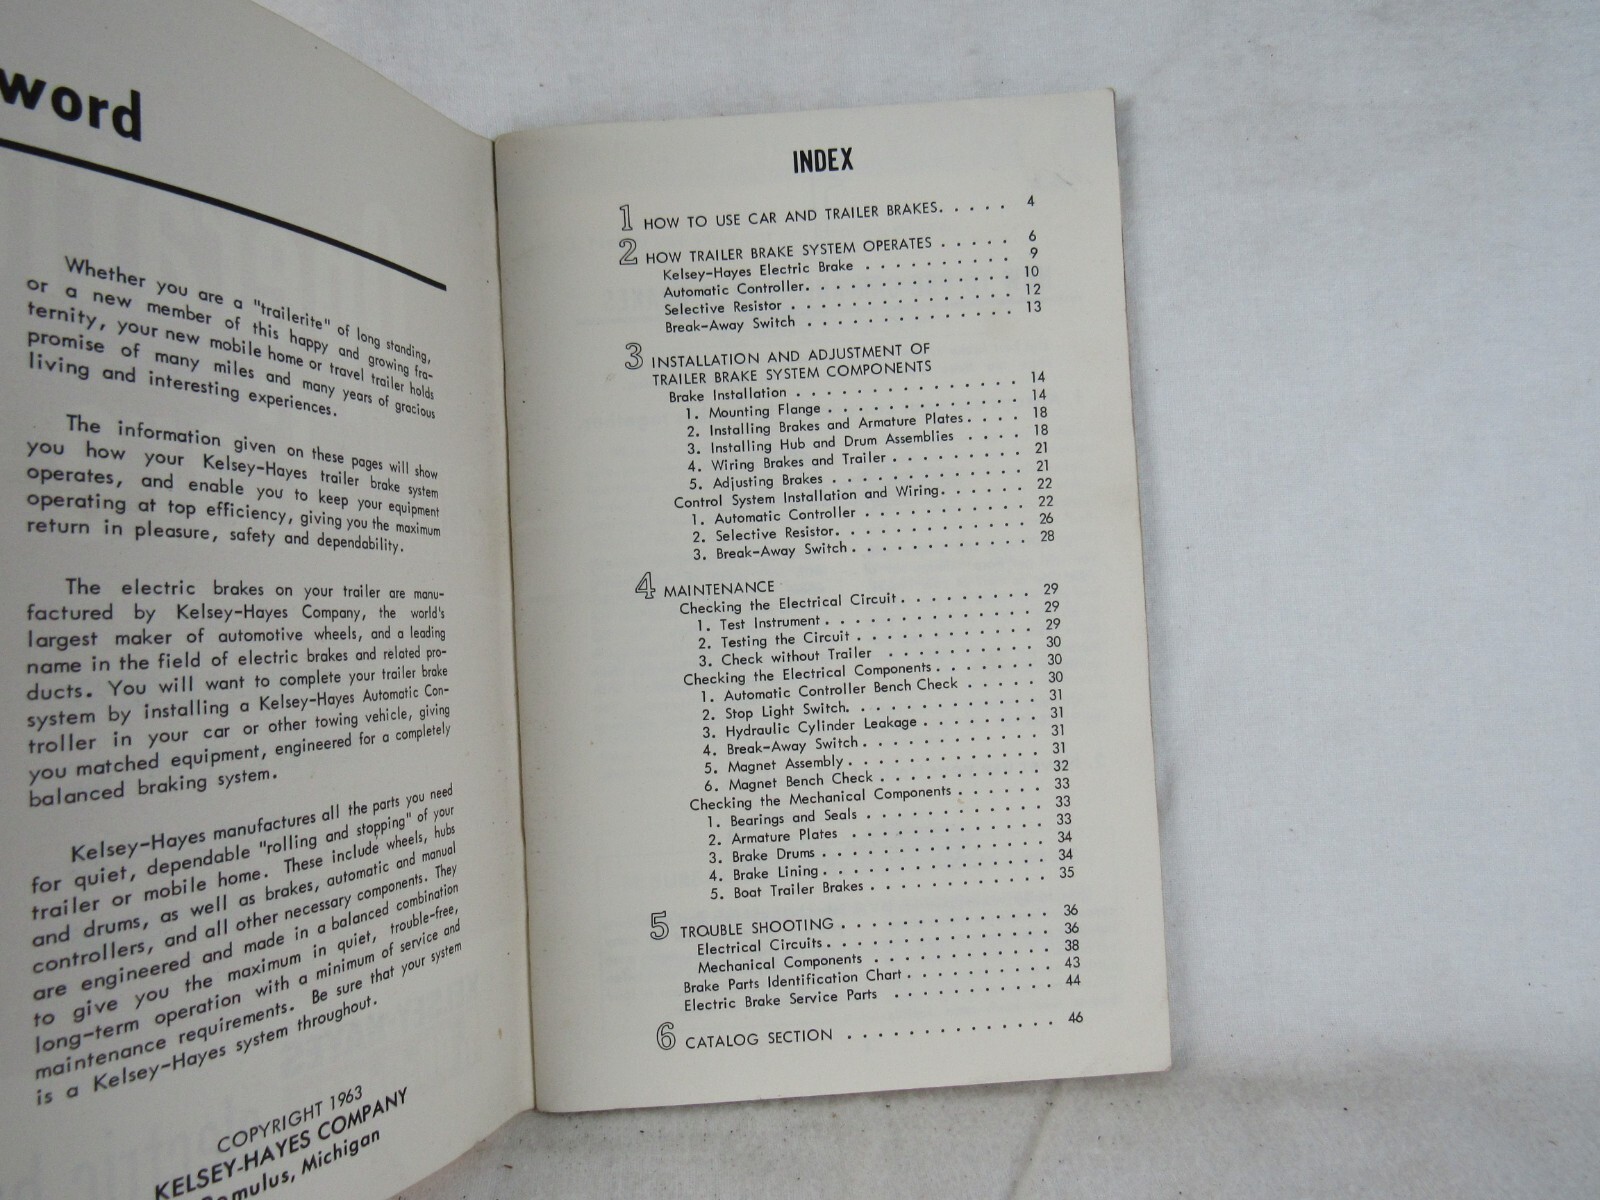 word
Whether you are a "trailerite" of long standing,
or a new member of this happy and growing fra-
ternity, your new mobile home or travel trailer holds
promise of many miles and many years of gracious
living and interesting experiences.
The information given on these pages will show
you how your Kelsey-Hayes trailer brake system
operates, and enable you to keep your equipment
operating at top efficiency, giving you the maximum
return in pleasure, safety and dependability.
The electric brakes on your trailer are manu-
factured by Kelsey-Hayes Company, the world's
largest maker of automotive wheels, and a leading
name in the field of electric brakes and related pro-
ducts. You will want to complete your trailer brake
system by installing a Kelsey-Hayes Automatic Con-
troller in your car or other towing vehicle, giving
you matched equipment, engineered for a completely
balanced braking system.
Kelsey-Hayes manufactures all the parts you need
for quiet, dependable "rolling and stopping" of your
trailer or mobile home. These include wheels, hubs
and drums, as well as brakes, automatic and manual
controllers, and all other necessary components. They
are engineered and made in a balanced combination
to give you the maximum in quiet, trouble-free,
long-term operation with a minimum of service and
maintenance requirements. Be sure that your system
is a Kelsey-Hayes system throughout.
COPYRIGHT 1963
KELSEY-HAYES COMPANY
Romulus, Michigan
INDEX
1 HOW TO USE CAR AND TRAILER BRAKES. . . . . 4
2 HOW TRAILER BRAKE SYSTEM OPERATES . . . . . 6
Kelsey-Hayes Electric Brake . . . . . . . . . . 9
Automatic Controller. . . . . . . . . . . . . 10
Selective Resistor . . . . . . . . . . . . . . 12
Break-Away Switch . . . . . . . . . . . . . 13
3 INSTALLATION AND ADJUSTMENT OF
TRAILER BRAKE SYSTEM COMPONENTS
Brake Installation . . . . . . . . . . . . . 14
1. Mounting Flange . . . . . . . . . . . . 14
2. Installing Brakes and Armature Plates. . . . 18
3. Installing Hub and Drum Assemblies . . . . 18
4. Wiring Brakes and Trailer . . . . . . . . 21
5. Adjusting Brakes . . . . . . . . . . . . 21
Control System Installation and Wiring. . . . . . 22
1. Automatic Controller . . . . . . . . . . 22
2. Selective Resistor. . . . . . . . . . . . 26
3. Break-Away Switch . . . . . . . . . . . 28
4 MAINTENANCE
Checking the Electrical Circuit . . . . . . . . 29
1. Test Instrument . . . . . . . . . . . . 29
2. Testing the Circuit . . . . . . . . . . . 29
3. Check without Trailer . . . . . . . . . 30
Checking the Electrical Components. . . . . . . 30
1. Automatic Controller Bench Check . . . . . 30
2. Stop Light Switch. . . . . . . . . . . . 31
3. Hydraulic Cylinder Leakage . . . . . . . 31
4. Break-Away Switch . . . . . . . . . . . 31
5. Magnet Assembly . . . . . . . . . . . . 31
6. Magnet Bench Check . . . . . . . . . . 32
Checking the Mechanical Components . . . . . . 33
1. Bearings and Seals . . . . . . . . . . . 33
2. Armature Plates . . . . . . . . . . . . 33
3. Brake Drums . . . . . . . . . . . . . 34
4. Brake Lining . . . . . . . . . . . . . 34
5. Boat Trailer Brakes . . . . . . . . . . . 35
5 TROUBLE SHOOTING . . . . . . . . . . . . . 36
Electrical Circuits . . . . . . . . . . . . . . 36
Mechanical Components . . . . . . . . . . . 38
Brake Parts Identification Chart . . . . . . . . . 43
Electric Brake Service Parts . . . . . . . . . . 44
6 CATALOG SECTION . . . . . . . . . . . . . . 46